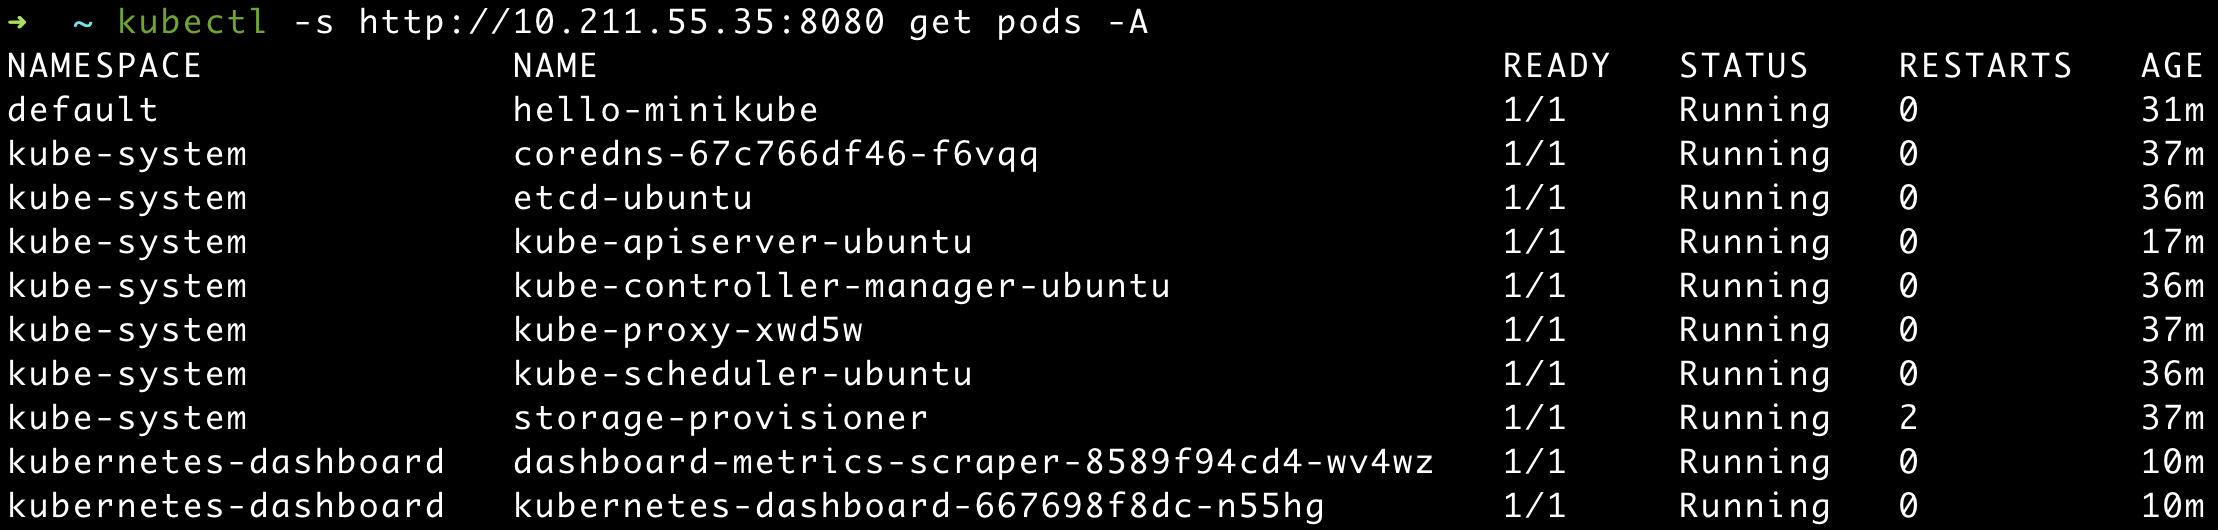 ➜  ~ kubectl -s http://10.211.55.35:8080 get pods -A
NAMESPACE              NAME                                         READY   STATUS    RESTARTS   AGE
default                hello-minikube                               1/1     Running   0          31m
kube-system            coredns-67c766df46-f6vqq                     1/1     Running   0          37m
kube-system            etcd-ubuntu                                  1/1     Running   0          36m
kube-system            kube-apiserver-ubuntu                        1/1     Running   0          17m
kube-system            kube-controller-manager-ubuntu               1/1     Running   0          36m
kube-system            kube-proxy-xwd5w                             1/1     Running   0          37m
kube-system            kube-scheduler-ubuntu                        1/1     Running   0          36m
kube-system            storage-provisioner                          1/1     Running   2          37m
kubernetes-dashboard   dashboard-metrics-scraper-8589f94cd4-wv4wz   1/1     Running   0          10m
kubernetes-dashboard   kubernetes-dashboard-667698f8dc-n55hg        1/1     Running   0          10m